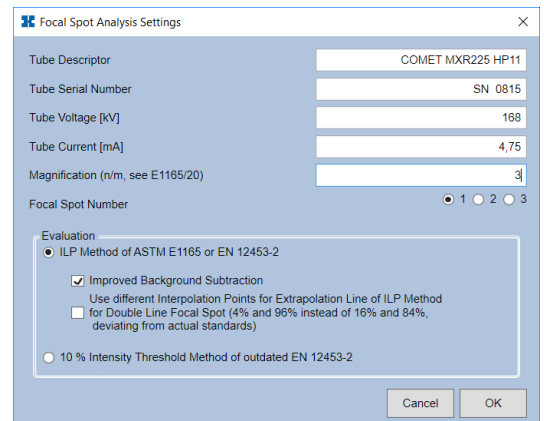 Focal Spot Analysis Settings
Tube Descriptor COMET MXR225 HP11
Tube Serial Number SN 0815
Tube Voltage [kV] 168
Tube Current [mA] 4,75
Magnification (n/m, see E1165/20) 3
Focal Spot Number 1 2 3
Evaluation
ILP Method of ASTM E1165 or EN 12453-2
Improved Background Subtraction
Use different Interpolation Points for Extrapolation Line of ILP Method
for Double Line Focal Spot (4% and 96% instead of 16% and 84%,
deviating from actual standards)
10 % Intensity Threshold Method of outdated EN 12453-2
Cancel OK